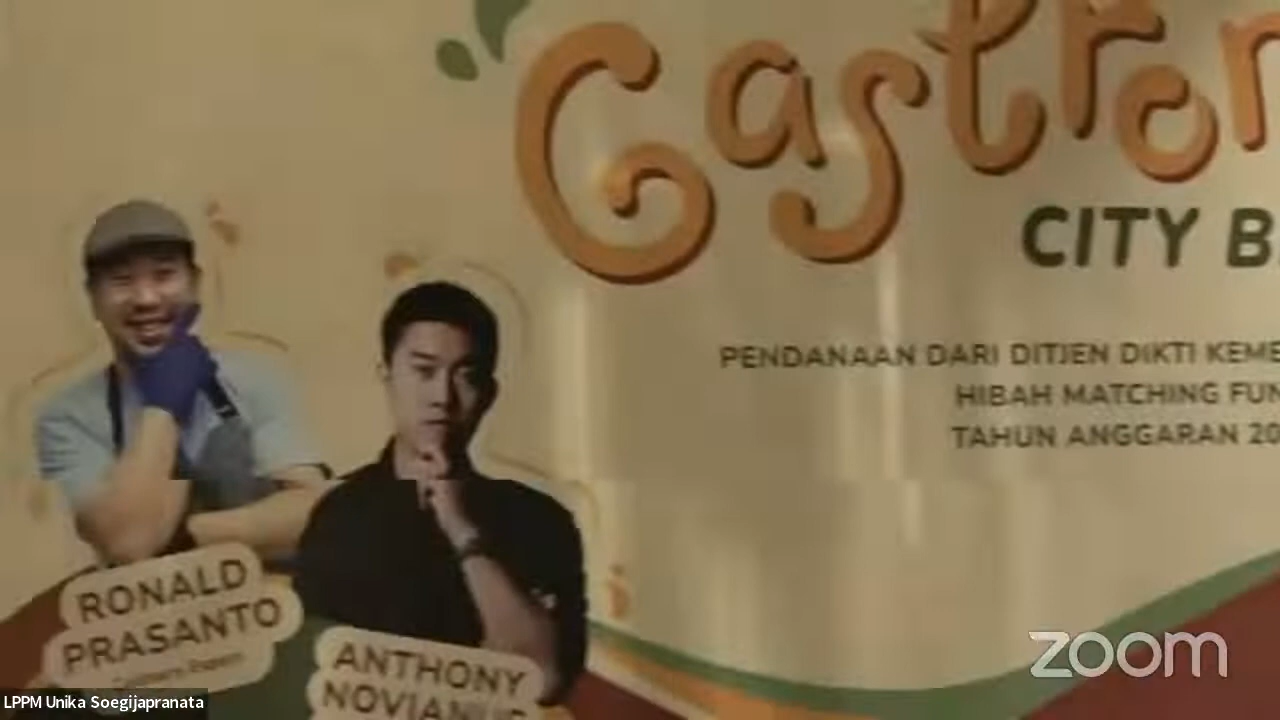 Gastron
CITY B
PENDANAAN DARI DITJEN DIKTI KEME
HIBAH MATCHING FUN
TAHUN ANGGARAN 20
RONALD
PRASANTO
ANTHONY
NOVIANUS
zoom
LPPM Unika Soegijapranata